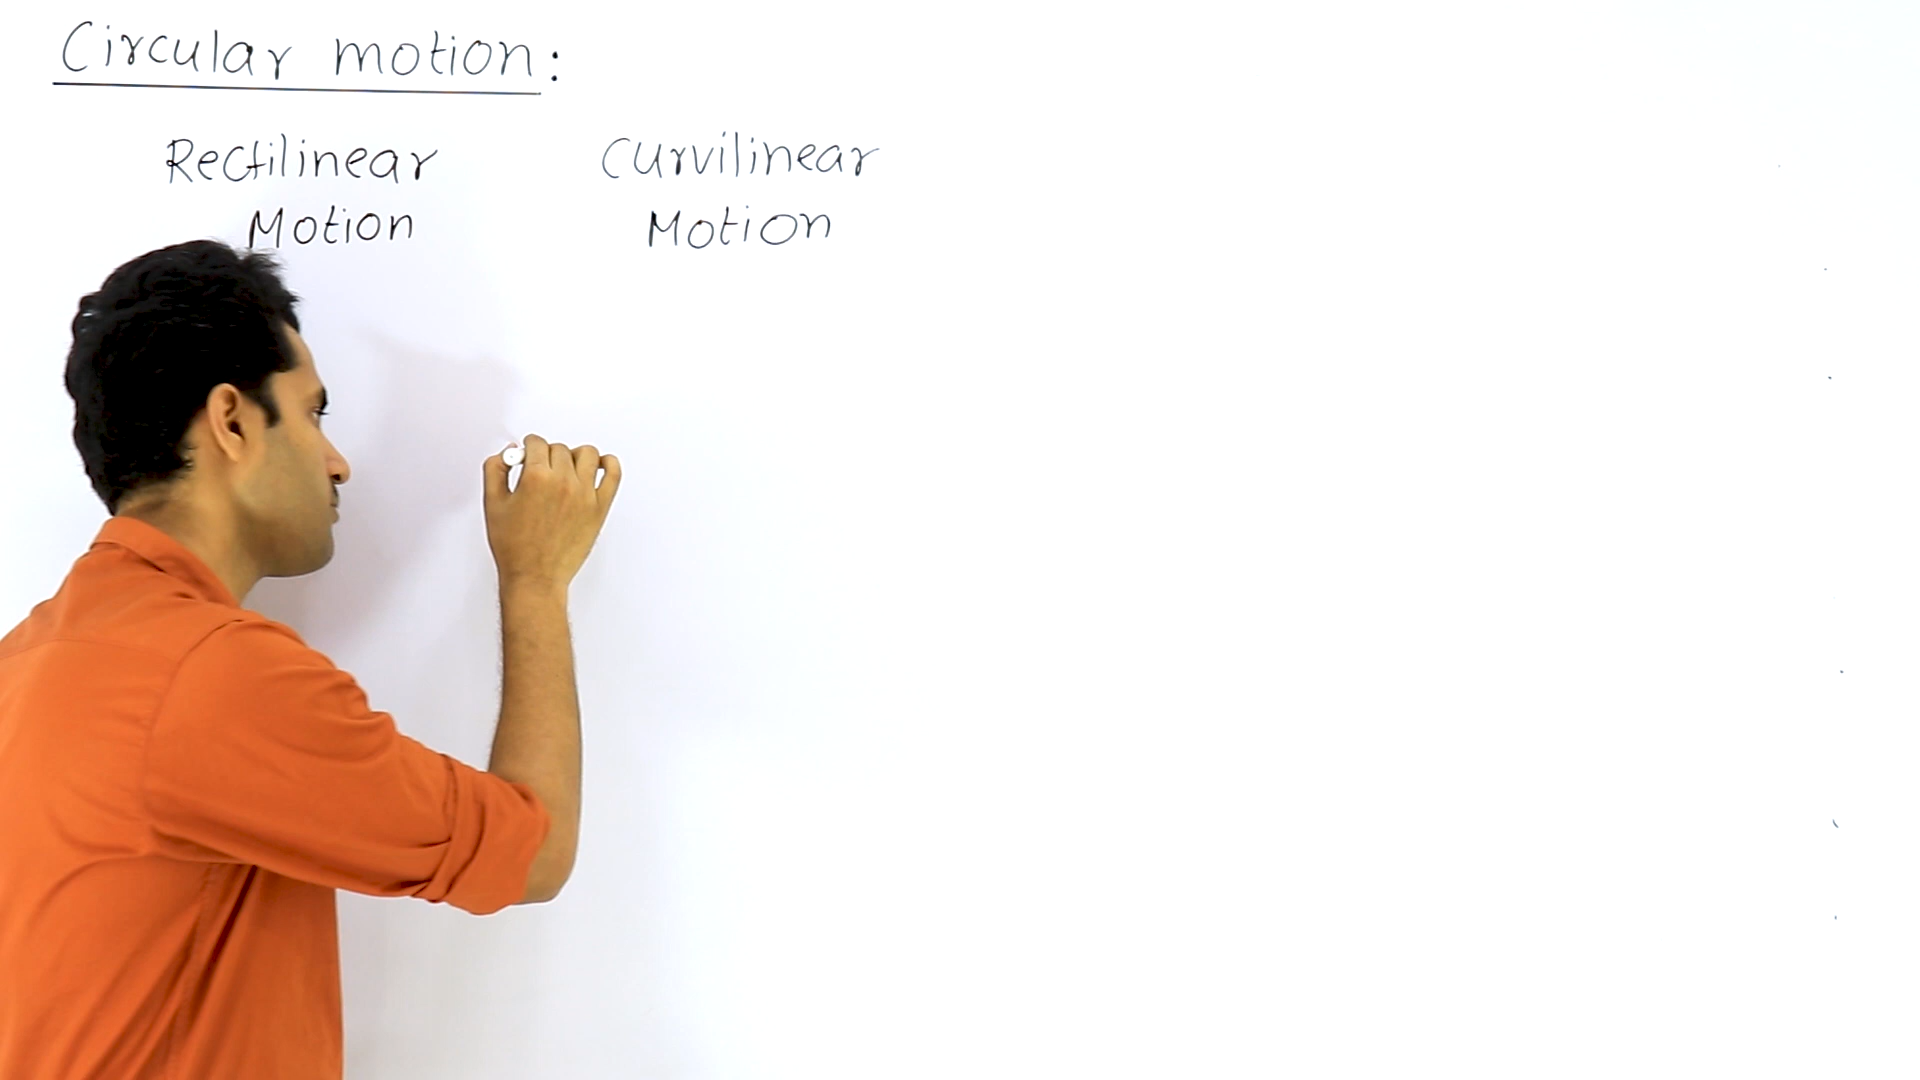 Circular motion:
Rectilinear
Motion
Curvilinear
Motion